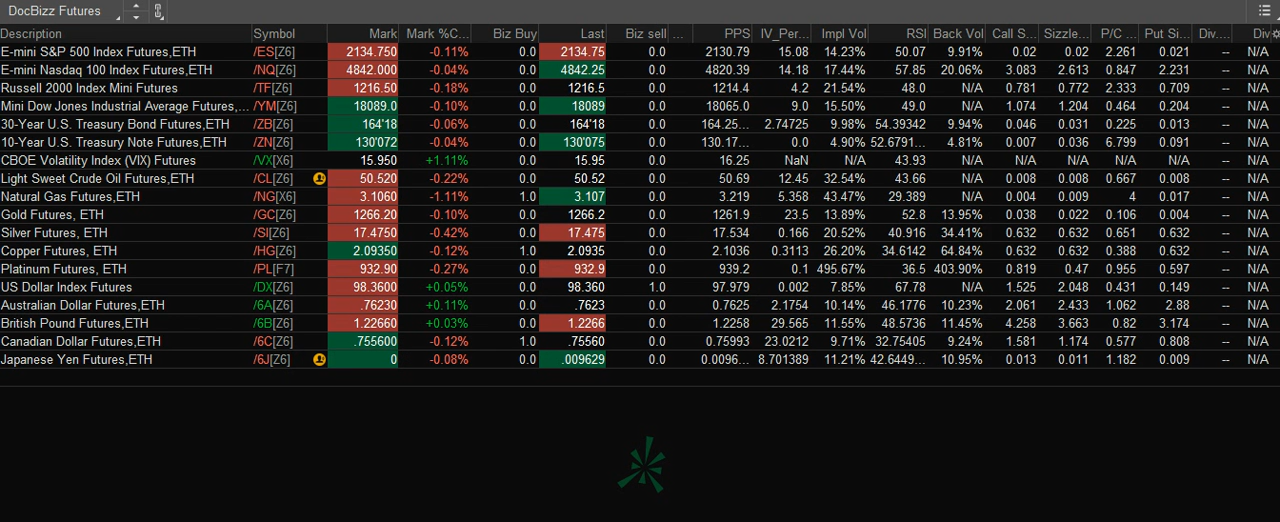 DocBizz Futures
Description Symbol Mark Mark %C... Biz Buy Last Biz sell ... PPS IV_Per... Impl Vol RSI Back Vol Call S... Sizzle... P/C ... Put Si... Div... Div
E-mini S&P 500 Index Futures,ETH /ES[Z6] 2134.750 -0.11% 0.0 2134.75 0.0 2130.79 15.08 14.23% 50.07 9.91% 0.02 0.02 2.261 0.021 -- N/A
E-mini Nasdaq 100 Index Futures,ETH /NQ[Z6] 4842.000 -0.04% 0.0 4842.25 0.0 4820.39 14.18 17.44% 57.85 20.06% 3.083 2.613 0.847 2.231 -- N/A
Russell 2000 Index Mini Futures /TF[Z6] 1216.50 -0.18% 0.0 1216.5 0.0 1214.4 4.2 21.54% 48.0 N/A 0.781 0.772 2.333 0.709 -- N/A
Mini Dow Jones Industrial Average Futures,... /YM[Z6] 18089.0 -0.10% 0.0 18089 0.0 18065.0 9.0 15.50% 49.0 N/A 1.074 1.204 0.464 0.204 -- N/A
30-Year U.S. Treasury Bond Futures,ETH /ZB[Z6] 164'18 -0.06% 0.0 164'18 0.0 164.25... 2.74725 9.98% 54.39342 9.94% 0.046 0.031 0.225 0.013 -- N/A
10-Year U.S. Treasury Note Futures,ETH /ZN[Z6] 130'072 -0.04% 0.0 130'075 0.0 130.17... 0.0 4.90% 52.6791... 4.81% 0.007 0.036 6.799 0.091 -- N/A
CBOE Volatility Index (VIX) Futures /VX[X6] 15.950 +1.11% 0.0 15.95 0.0 16.25 NaN N/A 43.93 N/A N/A N/A N/A N/A -- N/A
Light Sweet Crude Oil Futures,ETH /CL[Z6] 50.520 -0.22% 0.0 50.52 0.0 50.69 12.45 32.54% 43.66 N/A 0.008 0.008 0.667 0.008 -- N/A
Natural Gas Futures,ETH /NG[X6] 3.1060 -1.11% 1.0 3.107 0.0 3.219 5.358 43.47% 29.389 N/A 0.004 0.009 4 0.017 -- N/A
Gold Futures, ETH /GC[Z6] 1266.20 -0.10% 0.0 1266.2 0.0 1261.9 23.5 13.89% 52.8 13.95% 0.038 0.022 0.106 0.004 -- N/A
Silver Futures, ETH /SI[Z6] 17.4750 -0.42% 0.0 17.475 0.0 17.534 0.166 20.52% 40.916 34.41% 0.632 0.632 0.651 0.632 -- N/A
Copper Futures, ETH /HG[Z6] 2.09350 -0.12% 1.0 2.0935 0.0 2.1036 0.3113 26.20% 34.6142 64.84% 0.632 0.632 0.388 0.632 -- N/A
Platinum Futures, ETH /PL[F7] 932.90 -0.27% 0.0 932.9 0.0 939.2 0.1 495.67% 36.5 403.90% 0.819 0.47 0.955 0.597 -- N/A
US Dollar Index Futures /DX[Z6] 98.3600 +0.05% 0.0 98.360 1.0 97.979 0.002 7.85% 67.78 N/A 1.525 2.048 0.431 0.149 -- N/A
Australian Dollar Futures,ETH /6A[Z6] .76230 +0.11% 0.0 .7623 0.0 0.7625 2.1754 10.14% 46.1776 10.23% 2.061 2.433 1.062 2.88 -- N/A
British Pound Futures,ETH /6B[Z6] 1.22660 +0.03% 0.0 1.2266 0.0 1.2258 29.565 11.55% 48.5736 11.45% 4.258 3.663 0.82 3.174 -- N/A
Canadian Dollar Futures,ETH /6C[Z6] .755600 -0.12% 1.0 .75560 0.0 0.75993 23.0212 9.71% 32.75405 9.24% 1.581 1.174 0.577 0.808 -- N/A
Japanese Yen Futures,ETH /6J[Z6] 0 -0.08% 0.0 .009629 0.0 0.0096... 8.701389 11.21% 42.6449... 10.95% 0.013 0.011 1.182 0.009 -- N/A